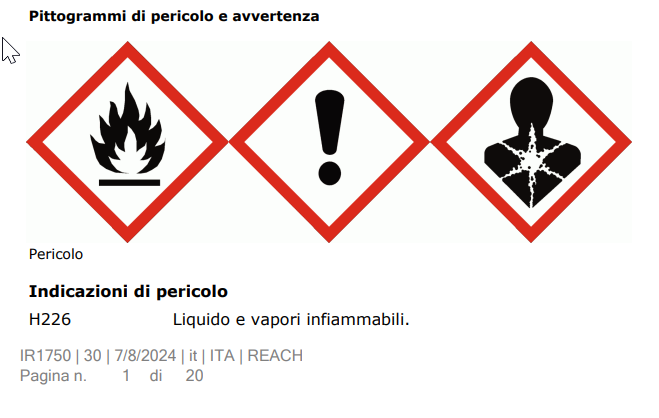 Pittogrammi di pericolo e avvertenza
Pericolo
Indicazioni di pericolo
H226 Liquido e vapori infiammabili.
IR1750 | 30 | 7/8/2024 | it | ITA | REACH
Pagina n. 1 di 20